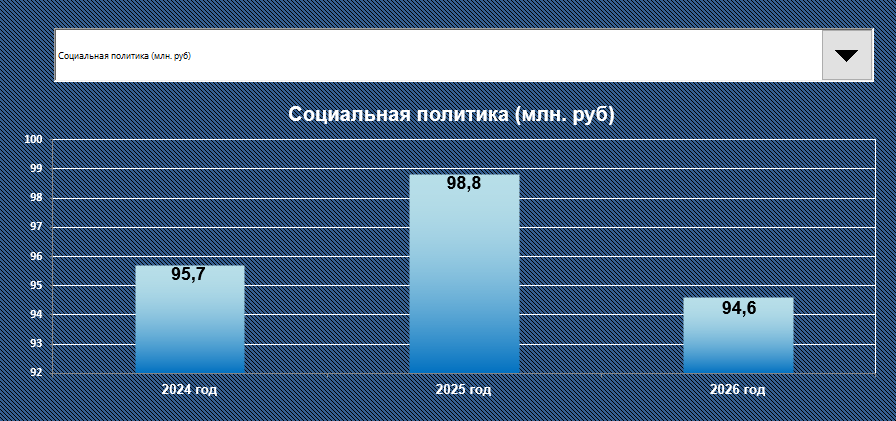 Социальная политика (млн. руб)
Социальная политика (млн. руб)
100
99
98
97
96
95
94
93
92
95,7
98,8
94,6
2024 год
2025 год
2026 год